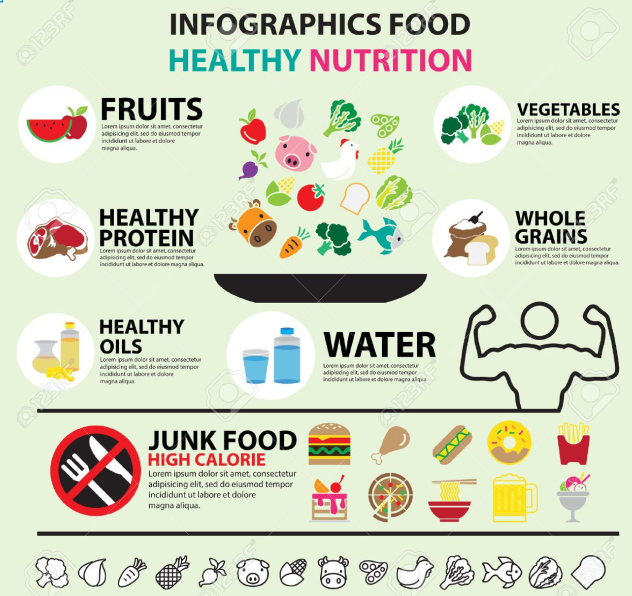 INFOGRAPHICS FOOD
HEALTHY NUTRITION
FRUITS
Lorem ipsum dolor sit amet, consectetur
adipisicing elit, sed do eiusmod tempor
incididunt ut labore et dolore
magna aliqua.
VEGETABLES
Lorem ipsum dolor sit amet, consectetur
adipisicing elit, sed do eiusmod tempor
incididunt ut labore et dolore
magna aliqua.
HEALTHY
PROTEIN
Lorem ipsum dolor sit amet, consectetur
adipisicing elit, sed do eiusmod tempor
incididunt ut labore et dolore magna aliqua.
WHOLE
GRAINS
Lorem ipsum dolor sit amet, consectetur
adipisicing elit, sed do eiusmod tempor
incididunt ut labore et dolore magna aliqua.
HEALTHY
OILS
Lorem ipsum dolor sit amet, consectetur
adipisicing elit, sed do eiusmod tempor
incididunt ut labore et dolore
magna aliqua.
WATER
Lorem ipsum dolor sit amet, consectetur
adipisicing elit, sed do eiusmod tempor
incididunt ut labore et dolore magna aliqua.
JUNK FOOD
HIGH CALORIE
Lorem ipsum dolor sit amet, consectetur
adipisicing elit, sed do eiusmod tempor
incididunt ut labore et dolore
magna aliqua.